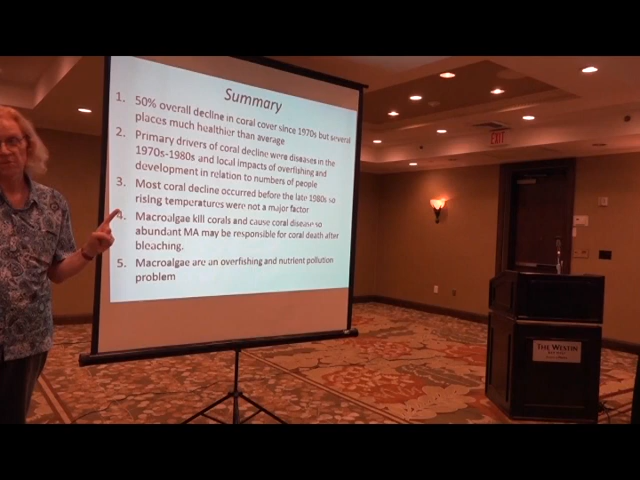 Summary
1. 50% overall decline in coral cover since 1970s but several
places much healthier than average
2. Primary drivers of coral decline were diseases in the
1970s-1980s and local impacts of overfishing and
development in relation to numbers of people
3. Most coral decline occurred before the late 1980s so
rising temperatures were not a major factor
4. Macroalgae kill corals and cause coral disease so
abundant MA may be responsible for coral death after
bleaching.
5. Macroalgae are an overfishing and nutrient pollution
problem
EXIT
THE WESTIN